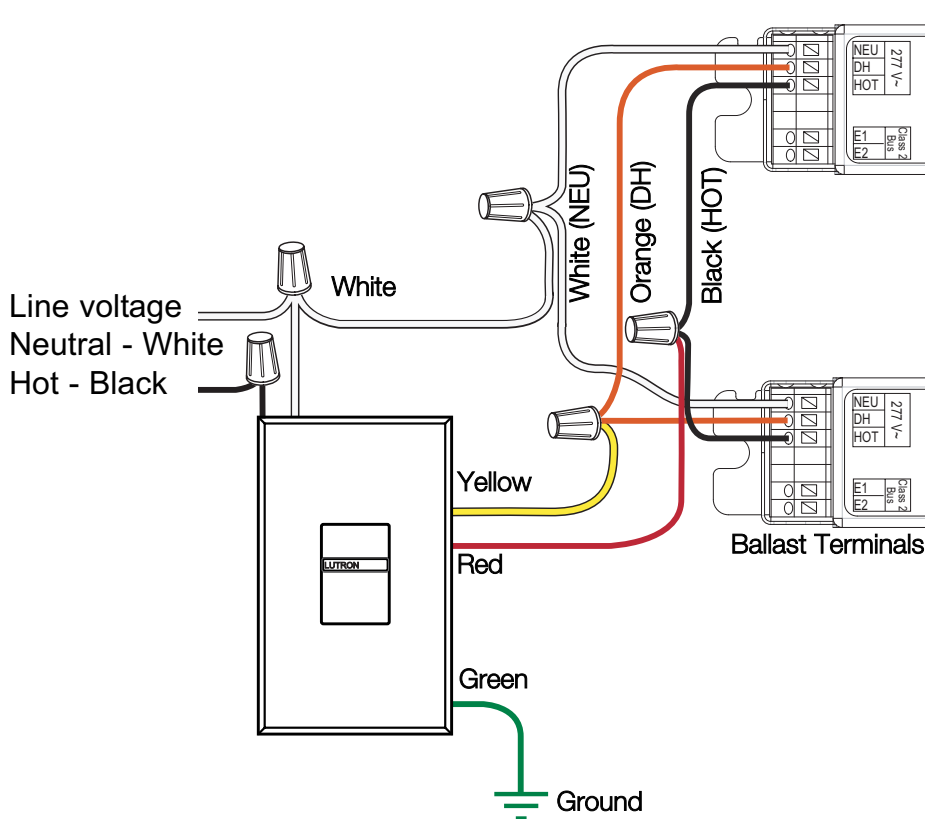 NEU
DH
HOT
277 V~
E1
E2
Class 2
Bus
White (NEU)
Orange (DH)
Black (HOT)
White
Line voltage
Neutral - White
Hot - Black
NEU
DH
HOT
277 V~
E1
E2
Class 2
Bus
Yellow
Ballast Terminals
LUTRON
Red
Green
Ground